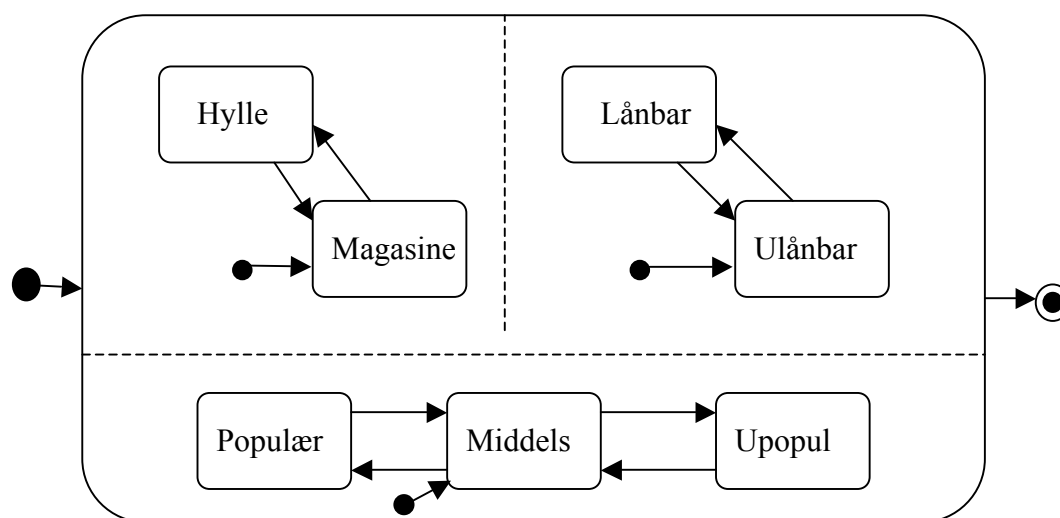 Hylle
Lånbar
Magasine
Ulånbar
Populær
Middels
Upopul